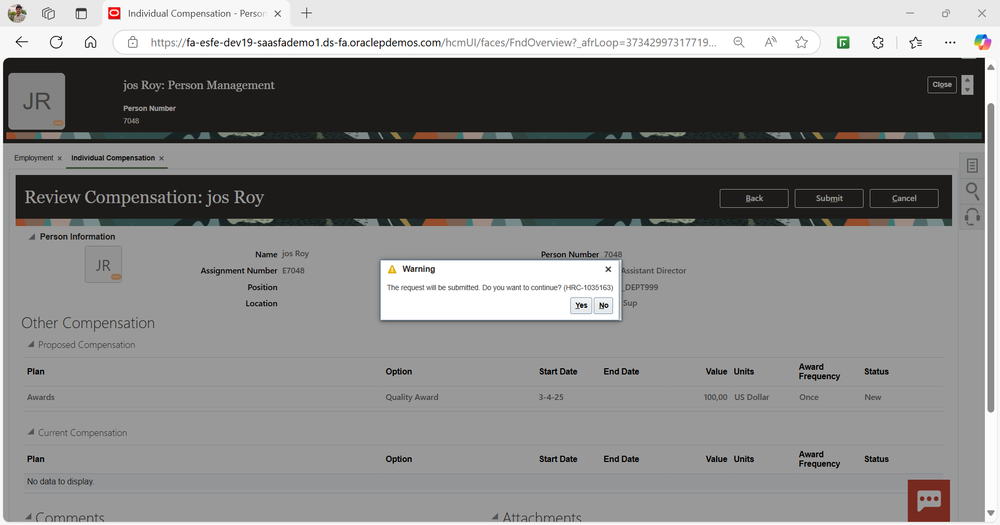 Individual Compensation - Person
https://fa-esfe-dev19-saasfademo1.ds-fa.oraclepdemos.com/hcmUI/faces/FndOverview?_afrLoop=37342997317719...
JR
jos Roy: Person Management
Close
Person Number
7048
Employment
Individual Compensation
Review Compensation: jos Roy
Back
Submit
Cancel
Person Information
JR
Name jos Roy
Person Number 7048
Assignment Number E7048
Assistant Director
Position
_DEPT999
Location
Sup
Warning
The request will be submitted. Do you want to continue? (HRC-1035163)
Yes
No
Other Compensation
Proposed Compensation
Plan Option Start Date End Date Value Units Award Frequency Status
Awards Quality Award 3-4-25 100,00 US Dollar Once New
Current Compensation
Plan Option Start Date End Date Value Units Award Frequency Status
No data to display.
Comments
Attachments